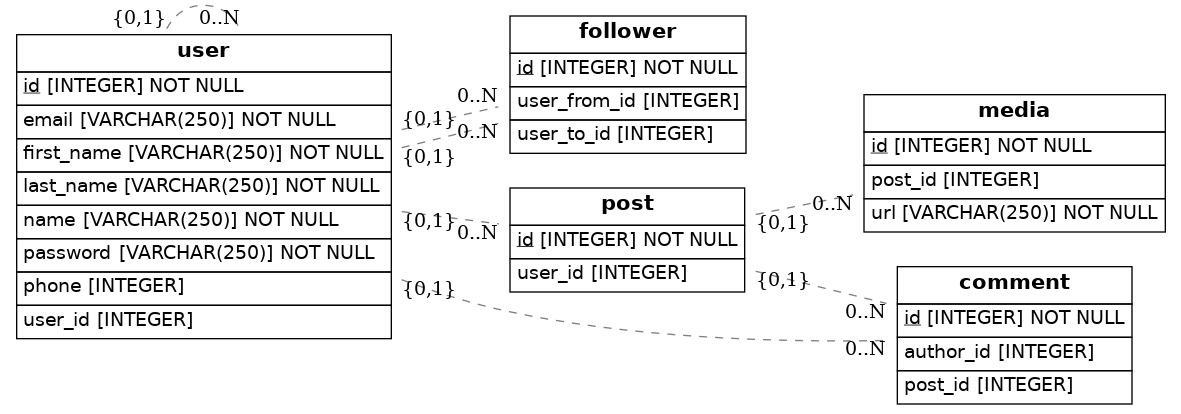 {0,1} 0..N
user
id [INTEGER] NOT NULL
email [VARCHAR(250)] NOT NULL
first_name [VARCHAR(250)] NOT NULL
last_name [VARCHAR(250)] NOT NULL
name [VARCHAR(250)] NOT NULL
password [VARCHAR(250)] NOT NULL
phone [INTEGER]
user_id [INTEGER]
{0,1}
0..N
{0,1}
0..N
{0,1}
0..N
{0,1}
0..N
follower
id [INTEGER] NOT NULL
user_from_id [INTEGER]
user_to_id [INTEGER]
post
id [INTEGER] NOT NULL
user_id [INTEGER]
{0,1}
0..N
{0,1}
0..N
media
id [INTEGER] NOT NULL
post_id [INTEGER]
url [VARCHAR(250)] NOT NULL
comment
id [INTEGER] NOT NULL
author_id [INTEGER]
post_id [INTEGER]